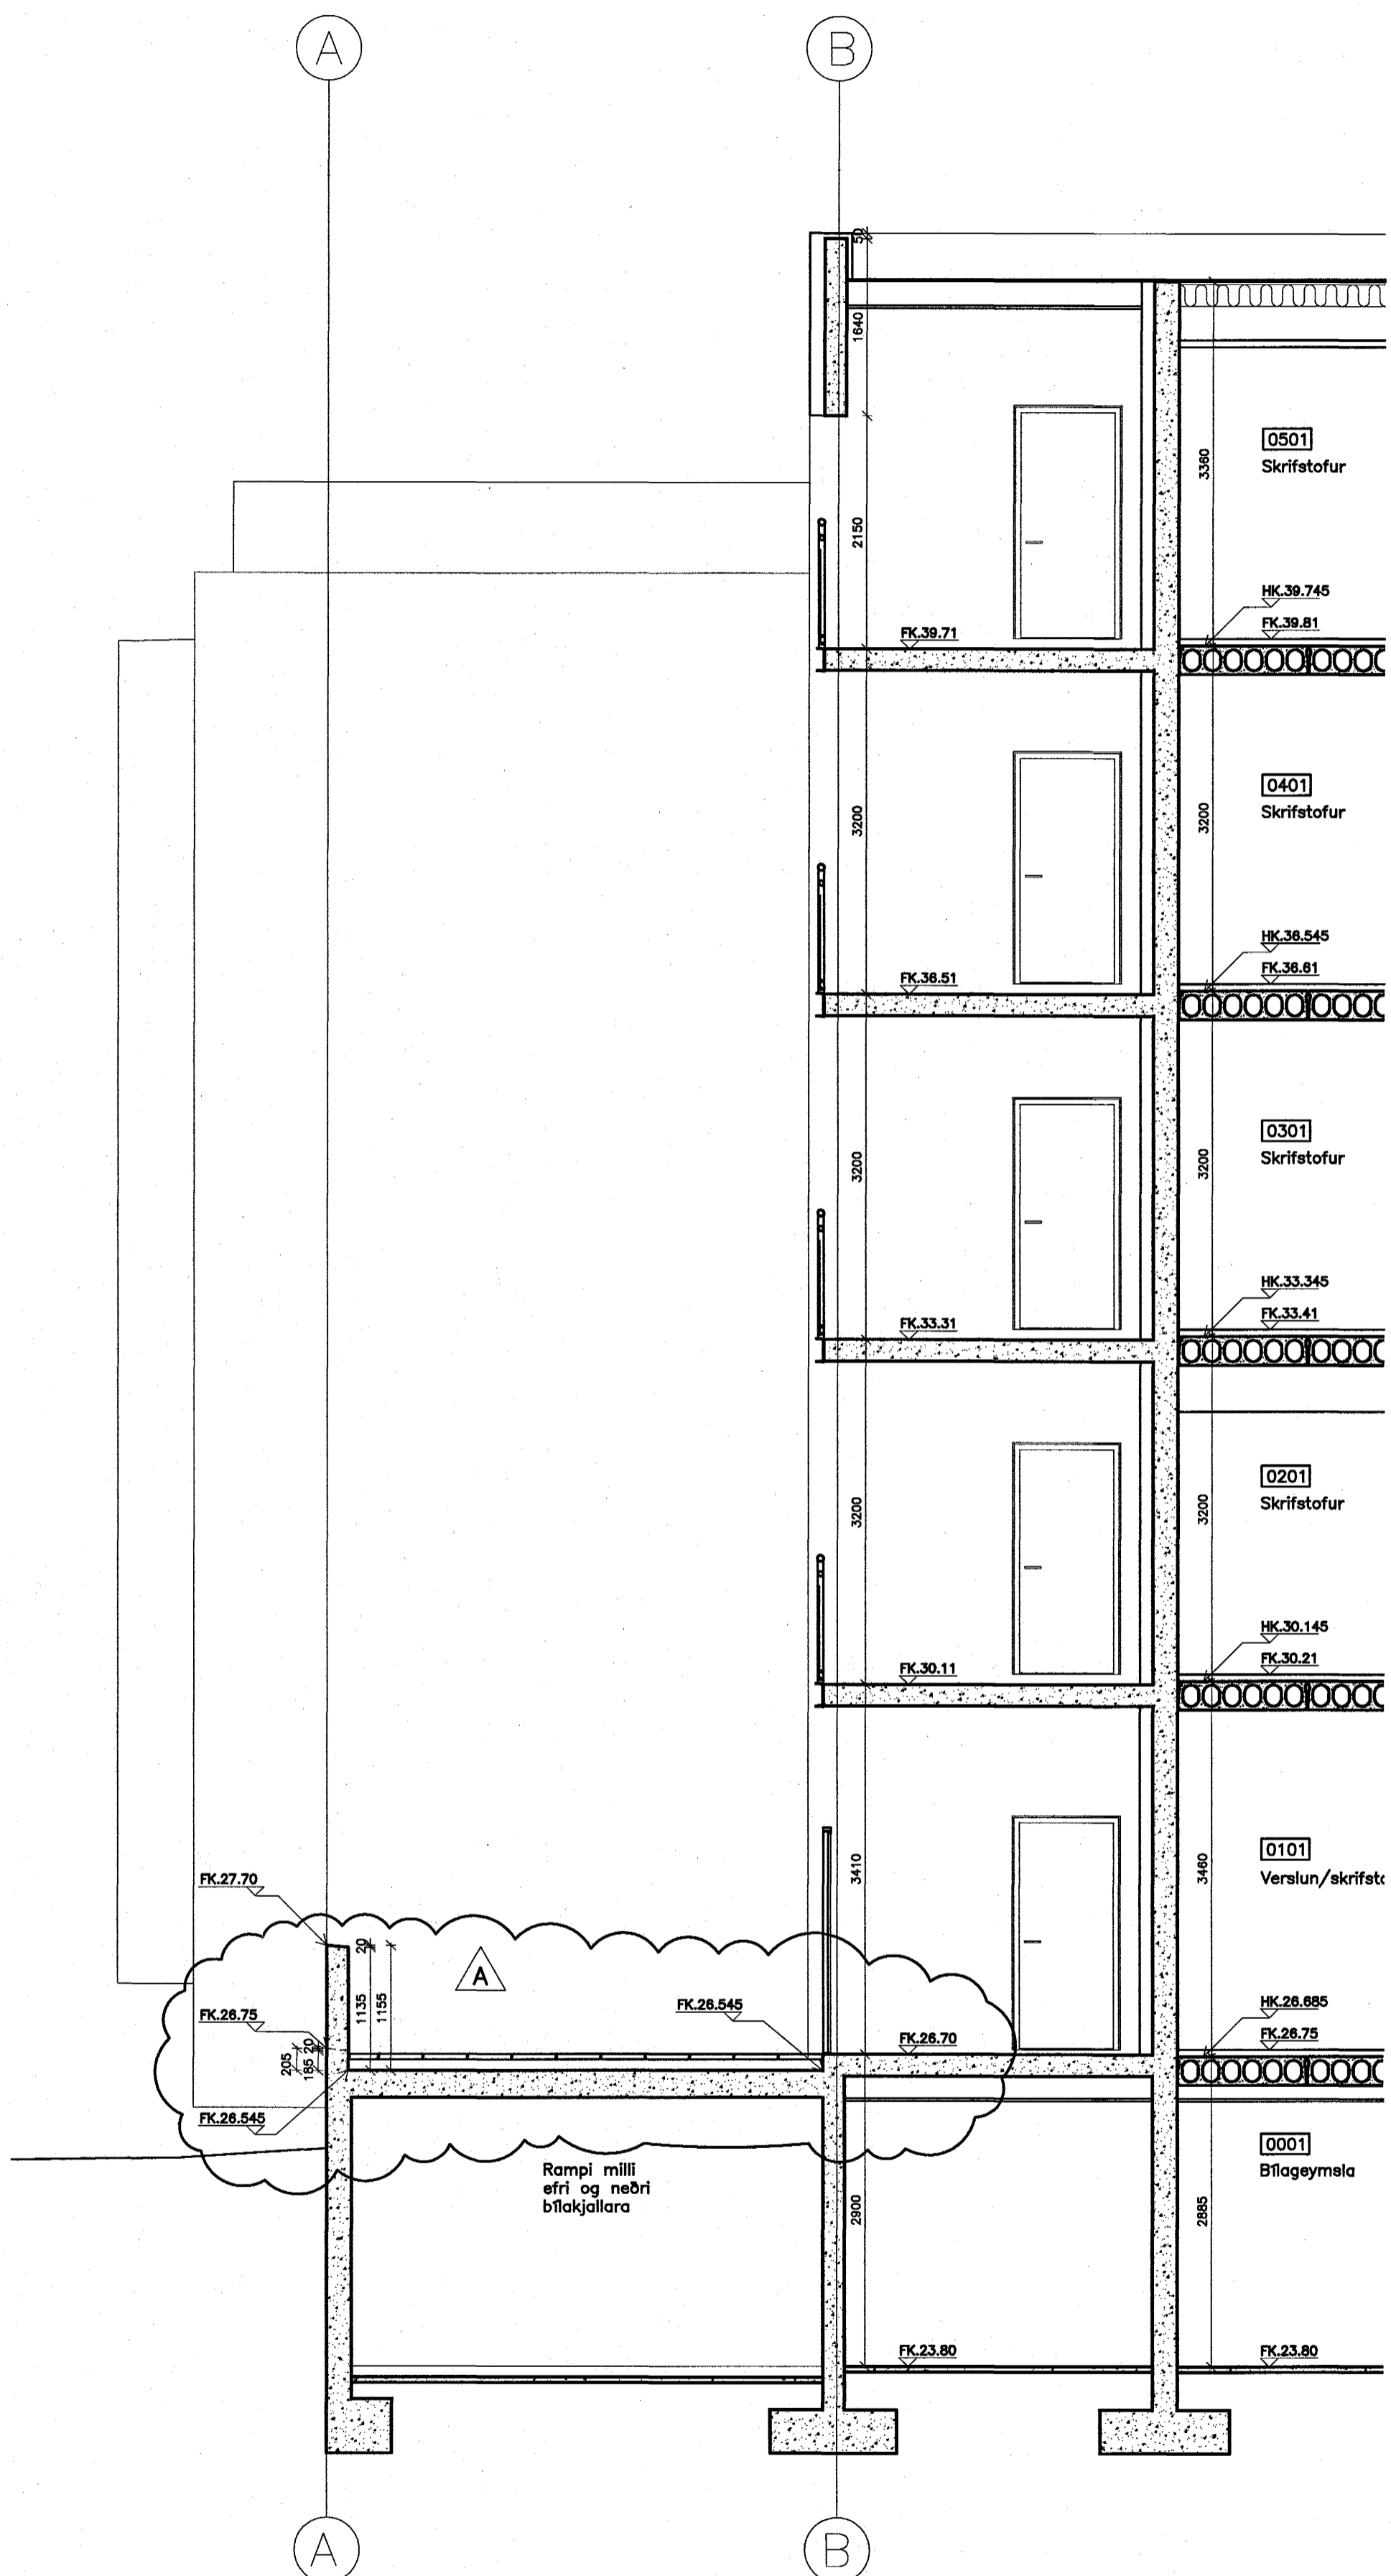 A
B
50
1640
3360
0501
Skrifstofur
2150
HK.39.745
FK.39.81
FK.39.71
0401
Skrifstofur
3200
3200
HK.36.545
FK.36.61
FK.36.51
0301
Skrifstofur
3200
3200
HK.33.345
FK.33.41
FK.33.31
0201
Skrifstofur
3200
3200
HK.30.145
FK.30.21
FK.30.11
0101
Verslun/skrifsto
3410
3460
FK.27.70
20
A
1135
1155
FK.26.545
HK.26.685
FK.26.75
FK.26.75
FK.26.70
20
205
185
FK.26.545
0001
Bílageymsla
Rampi milli
efri og neðri
bílakjallara
2900
2885
FK.23.80
FK.23.80
A
B